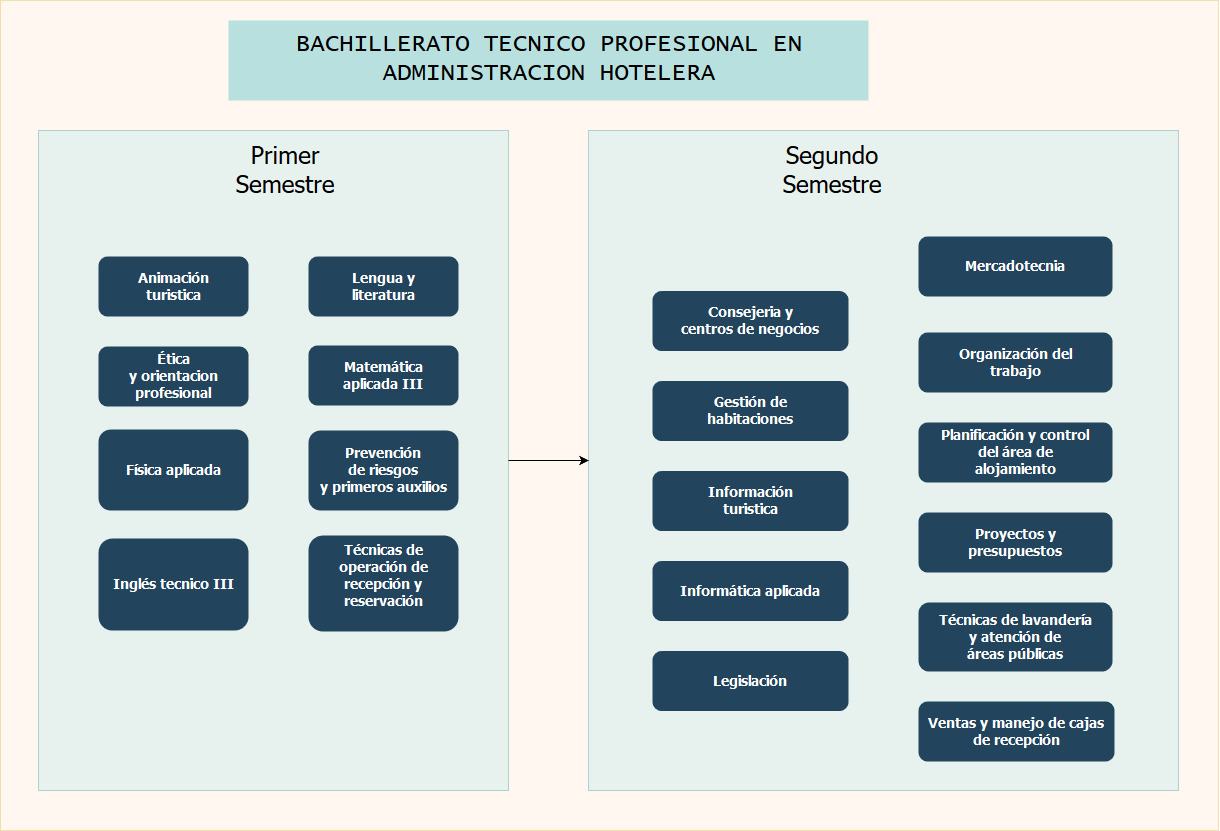 BACHILLERATO TECNICO PROFESIONAL EN
ADMINISTRACION HOTELERA
Primer
Semestre
Animación
turistica
Lengua y
literatura
Ética
y orientacion
profesional
Matemática
aplicada III
Física aplicada
Prevención
de riesgos
y primeros auxilios
Inglés tecnico III
Técnicas de
operación de
recepción y
reservación
Segundo
Semestre
Consejeria y
centros de negocios
Gestión de
habitaciones
Información
turistica
Informática aplicada
Legislación
Mercadotecnia
Organización del
trabajo
Planificación y control
del área de
alojamiento
Proyectos y
presupuestos
Técnicas de lavandería
y atención de
áreas públicas
Ventas y manejo de cajas
de recepción